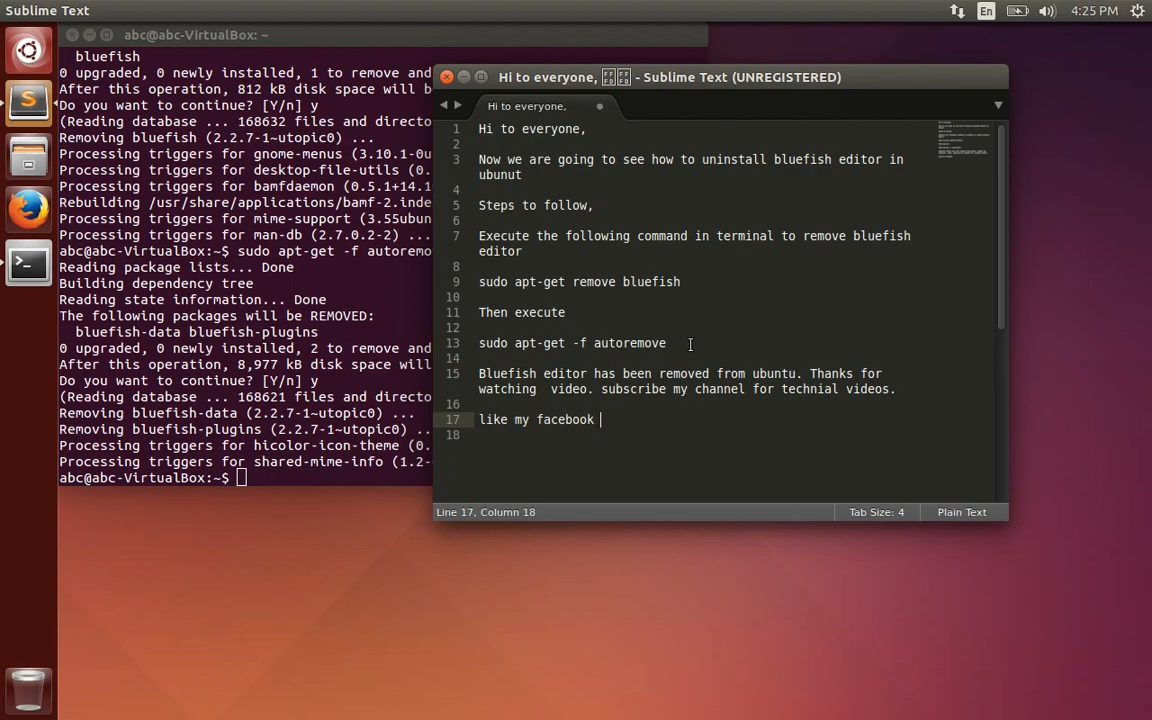 Sublime Text
En
4:25 PM
abc@abc-VirtualBox: ~
bluefish
0 upgraded, 0 newly installed, 1 to remove and
After this operation, 812 kB disk space will b
Do you want to continue? [Y/n] y
(Reading database ... 168632 files and directo
Removing bluefish (2.2.7-1~utopic0) ...
Processing triggers for gnome-menus (3.10.1-0u
Processing triggers for desktop-file-utils (0.
Processing triggers for bamfdaemon (0.5.1+14.1
Rebuilding /usr/share/applications/bamf-2.inde
Processing triggers for mime-support (3.55ubun
Processing triggers for man-db (2.7.0.2-2) ...
abc@abc-VirtualBox:~$ sudo apt-get -f autoremo
Reading package lists... Done
Building dependency tree
Reading state information... Done
The following packages will be REMOVED:
bluefish-data bluefish-plugins
0 upgraded, 0 newly installed, 2 to remove and
After this operation, 8,977 kB disk space will
Do you want to continue? [Y/n] y
(Reading database ... 168621 files and directo
Removing bluefish-data (2.2.7-1~utopic0) ...
Removing bluefish-plugins (2.2.7-1~utopic0) ..
Processing triggers for hicolor-icon-theme (0.
Processing triggers for shared-mime-info (1.2-
abc@abc-VirtualBox:~$
Hi to everyone, - Sublime Text (UNREGISTERED)
Hi to everyone,
1 Hi to everyone,
2
3 Now we are going to see how to uninstall bluefish editor in
ubunut
4
5 Steps to follow,
6
7 Execute the following command in terminal to remove bluefish
editor
8
9 sudo apt-get remove bluefish
10
11 Then execute
12
13 sudo apt-get -f autoremove
14
15 Bluefish editor has been removed from ubuntu. Thanks for
watching  video. subscribe my channel for technial videos.
16
17 like my facebook
18
Line 17, Column 18
Tab Size: 4
Plain Text